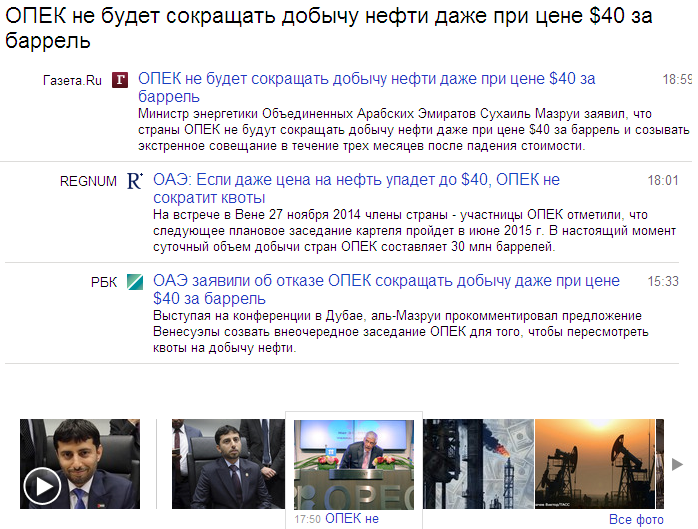 ОПЕК не будет сокращать добычу нефти даже при цене $40 за
баррель
Газета.Ru
ОПЕК не будет сокращать добычу нефти даже при цене $40 за
баррель
18:59
Министр энергетики Объединенных Арабских Эмиратов Сухаиль Мазруи заявил, что
страны ОПЕК не будут сокращать добычу нефти даже при цене $40 за баррель и созывать
экстренное совещание в течение трех месяцев после падения стоимости.
REGNUM
ОАЭ: Если даже цена на нефть упадет до $40, ОПЕК не
сократит квоты
18:01
На встрече в Вене 27 ноября 2014 члены страны - участницы ОПЕК отметили, что
следующее плановое заседание картеля пройдет в июне 2015 г. В настоящий момент
суточный объем добычи стран ОПЕК составляет 30 млн баррелей.
РБК
ОАЭ заявили об отказе ОПЕК сокращать добычу даже при цене
$40 за баррель
15:33
Выступая на конференции в Дубае, аль-Мазруи прокомментировал предложение
Венесуэлы созвать внеочередное заседание ОПЕК для того, чтобы пересмотреть
квоты на добычу нефти.
OPEC
17:50 ОПЕК не
Все фото